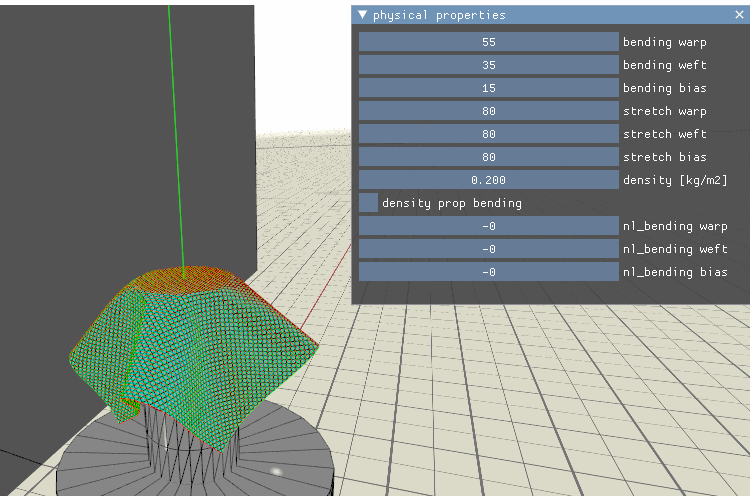 physical properties
55 bending warp
35 bending weft
15 bending bias
80 stretch warp
80 stretch weft
80 stretch bias
0.200 density [kg/m2]
density prop bending
-0 nl_bending warp
-0 nl_bending weft
-0 nl_bending bias